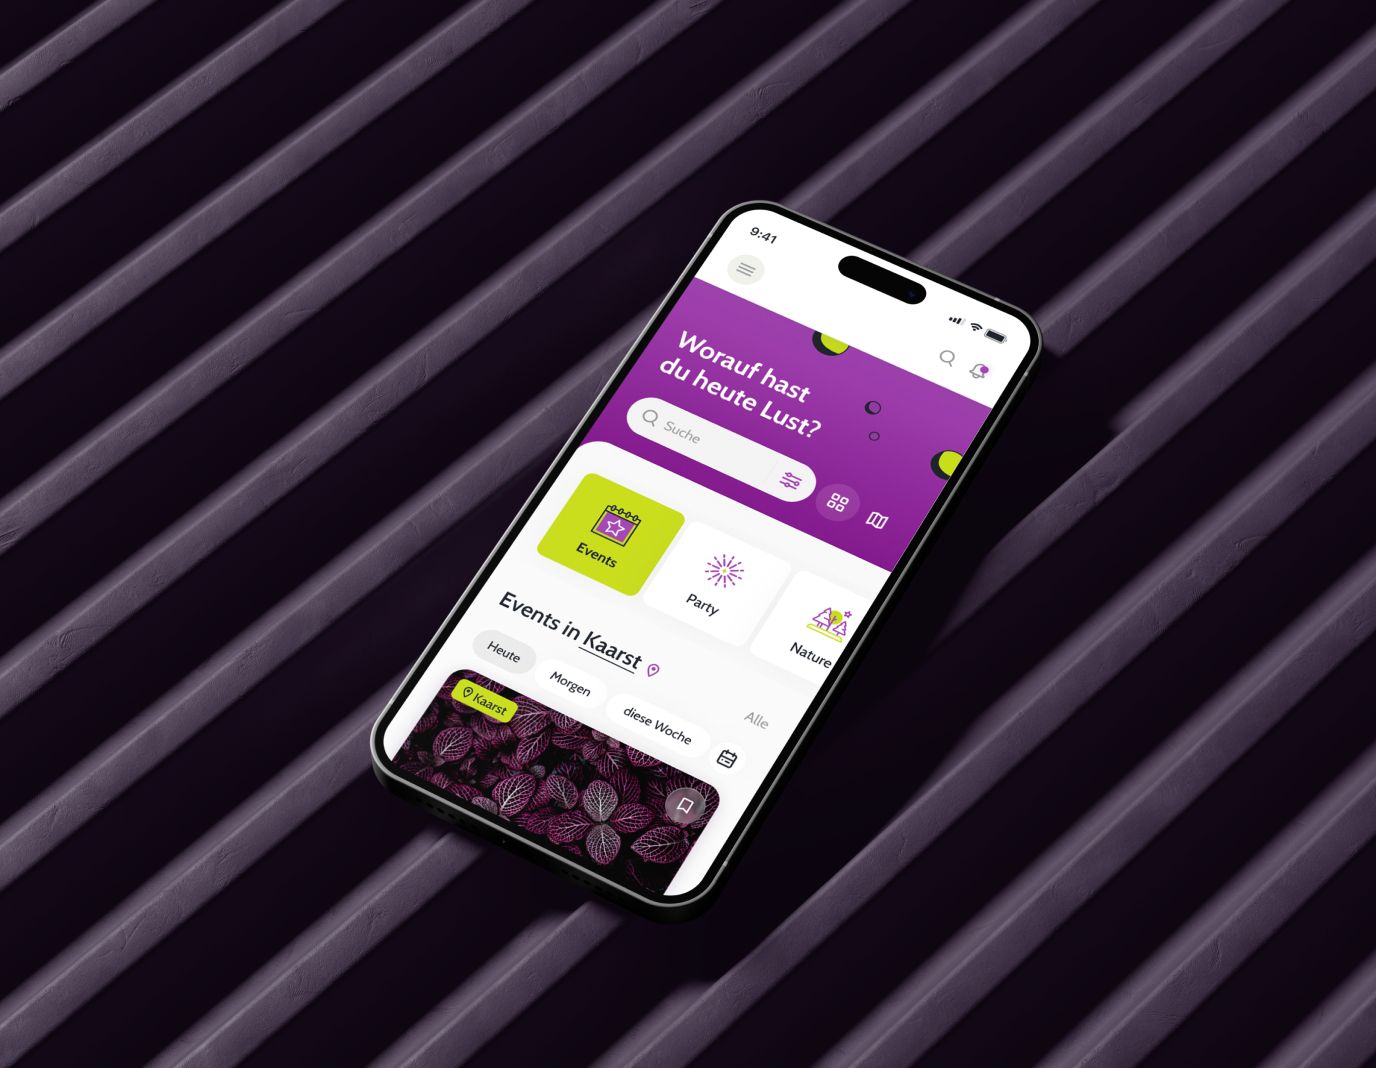 9:41
Worauf hast
du heute Lust?
Suche
Events
Party
Nature
Events in Kaarst
Heute
Morgen
diese Woche
Alle
Kaarst